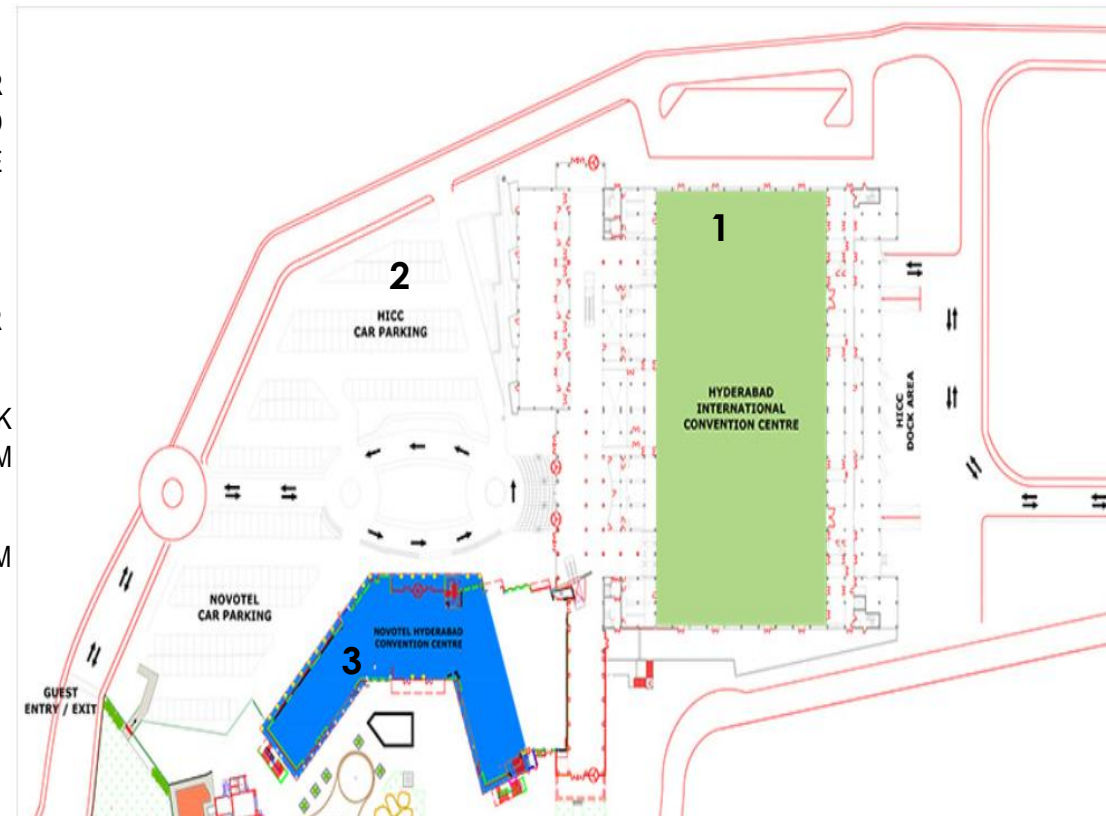 R
O
E
R
K
M
M
1
2
HICC
CAR PARKING
HYDERABAD
INTERNATIONAL
CONVENTION CENTRE
HICC
DOCK AREA
NOVOTEL
CAR PARKING
NOVOTEL HYDERABAD
CONVENTION CENTRE
3
GUEST
ENTRY / EXIT